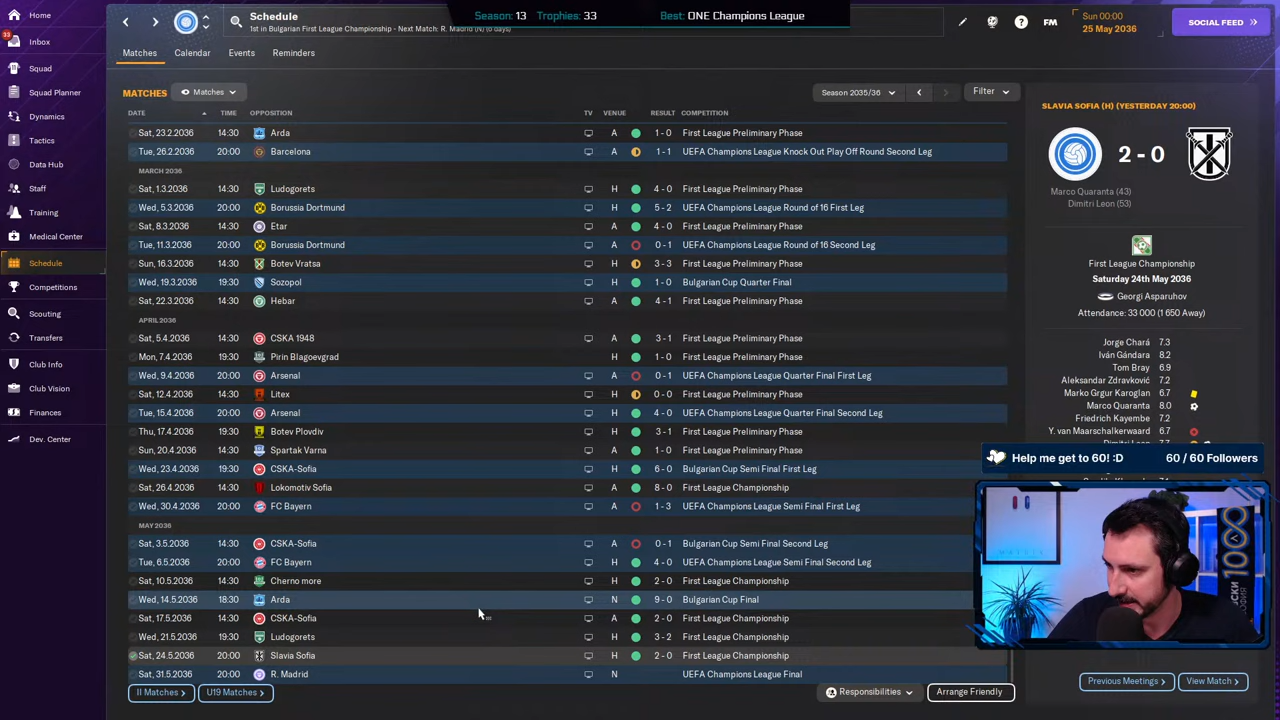 Season: 13 Trophies: 33 Best: ONE Champions League
Home
Schedule
1st in Bulgarian First League Championship - Next Match: R. Madrid (N) (6 days)
FM
Sun 00:00
25 May 2036
SOCIAL FEED
33
Inbox
Squad
Squad Planner
Dynamics
Tactics
Data Hub
Staff
Training
Medical Center
Schedule
Competitions
Scouting
Transfers
Club Info
Club Vision
Finances
Dev. Center
Matches Calendar Events Reminders
MATCHES Matches Season 2035/36 Filter
DATE TIME OPPOSITION TV VENUE RESULT COMPETITION
Sat, 23.2.2036 14:30 Arda A 1 - 0 First League Preliminary Phase
Tue, 26.2.2036 20:00 Barcelona A 1 - 1 UEFA Champions League Knock Out Play Off Round Second Leg
MARCH 2036
Sat, 1.3.2036 14:30 Ludogorets H 4 - 0 First League Preliminary Phase
Wed, 5.3.2036 20:00 Borussia Dortmund H 5 - 2 UEFA Champions League Round of 16 First Leg
Sat, 8.3.2036 14:30 Etar A 4 - 0 First League Preliminary Phase
Tue, 11.3.2036 20:00 Borussia Dortmund A 0 - 1 UEFA Champions League Round of 16 Second Leg
Sun, 16.3.2036 14:30 Botev Vratsa H 3 - 3 First League Preliminary Phase
Wed, 19.3.2036 19:30 Sozopol H 1 - 0 Bulgarian Cup Quarter Final
Sat, 22.3.2036 14:30 Hebar A 4 - 1 First League Preliminary Phase
APRIL 2036
Sat, 5.4.2036 14:30 CSKA 1948 A 3 - 1 First League Preliminary Phase
Mon, 7.4.2036 19:30 Pirin Blagoevgrad H 1 - 0 First League Preliminary Phase
Wed, 9.4.2036 20:00 Arsenal A 0 - 1 UEFA Champions League Quarter Final First Leg
Sat, 12.4.2036 14:30 Litex A 0 - 0 First League Preliminary Phase
Tue, 15.4.2036 20:00 Arsenal H 4 - 0 UEFA Champions League Quarter Final Second Leg
Thu, 17.4.2036 19:30 Botev Plovdiv H 3 - 1 First League Preliminary Phase
Sun, 20.4.2036 14:30 Spartak Varna A 1 - 0 First League Preliminary Phase
Wed, 23.4.2036 19:30 CSKA-Sofia H 6 - 0 Bulgarian Cup Semi Final First Leg
Sat, 26.4.2036 14:30 Lokomotiv Sofia H 8 - 0 First League Championship
Wed, 30.4.2036 20:00 FC Bayern A 1 - 3 UEFA Champions League Semi Final First Leg
MAY 2036
Sat, 3.5.2036 14:30 CSKA-Sofia A 0 - 1 Bulgarian Cup Semi Final Second Leg
Tue, 6.5.2036 20:00 FC Bayern H 4 - 0 UEFA Champions League Semi Final Second Leg
Sat, 10.5.2036 14:30 Cherno more H 2 - 0 First League Championship
Wed, 14.5.2036 18:30 Arda N 9 - 0 Bulgarian Cup Final
Sat, 17.5.2036 14:30 CSKA-Sofia A 2 - 0 First League Championship
Wed, 21.5.2036 19:30 Ludogorets H 3 - 2 First League Championship
Sat, 24.5.2036 20:00 Slavia Sofia H 2 - 0 First League Championship
Sat, 31.5.2036 20:00 R. Madrid N UEFA Champions League Final
11 Matches U19 Matches Responsibilities Arrange Friendly
SLAVIA SOFIA (H) (YESTERDAY 20:00)
2 - 0
Marco Quaranta (43)
Dimitri Leon (53)
First League Championship
Saturday 24th May 2036
Georgi Asparuhov
Attendance: 33 000 (1 650 Away)
Jorge Chará 7.3
Iván Gándara 8.2
Tom Bray 6.9
Aleksandar Zdravković 7.2
Marko Grgur Karoglan 6.7
Marco Quaranta 8.0
Friedrich Kayembe 7.2
Y. van Maarschalkerwaard 6.7
Help me get to 60! :D 60 / 60 Followers
Previous Meetings View Match